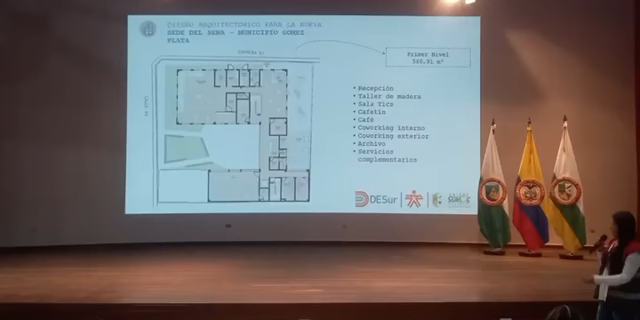 DISEÑO ARQUITECTONICO PARA LA NUEVA
SEDE DEL SENA - MUNICIPIO GOMEZ
PLATA
Primer Nivel
560,91 m²
• Recepción
• Taller de madera
• Sala Tics
• Cafetín
• Café
• Coworking interno
• Coworking exterior
• Archivo
• Servicios
complementarios
DESur